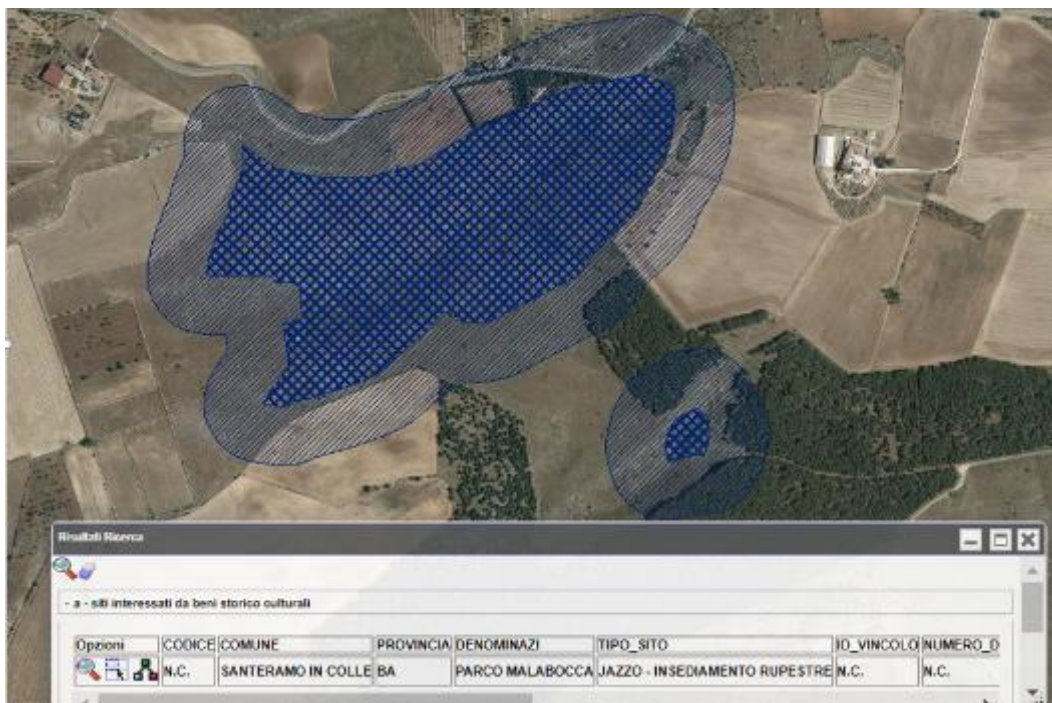 Risultati Ricerca
- a - siti interessati da beni storico culturali
Opzioni CODICE COMUNE PROVINCIA DENOMINAZI TIPO_SITO IO_VINCOLO NUMERO_D
N.C. SANTERAMO IN COLLE BA PARCO MALABOCCA JAZZO - INSEDIAMENTO RUPESTRE N.C. N.C.